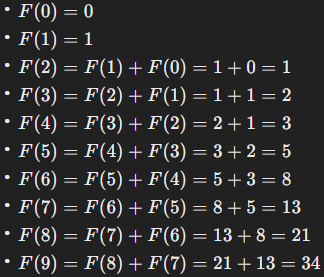 • F(0) = 0
• F(1) = 1
• F(2) = F(1) + F(0) = 1 + 0 = 1
• F(3) = F(2) + F(1) = 1 + 1 = 2
• F(4) = F(3) + F(2) = 2 + 1 = 3
• F(5) = F(4) + F(3) = 3 + 2 = 5
• F(6) = F(5) + F(4) = 5 + 3 = 8
• F(7) = F(6) + F(5) = 8 + 5 = 13
• F(8) = F(7) + F(6) = 13 + 8 = 21
• F(9) = F(8) + F(7) = 21 + 13 = 34